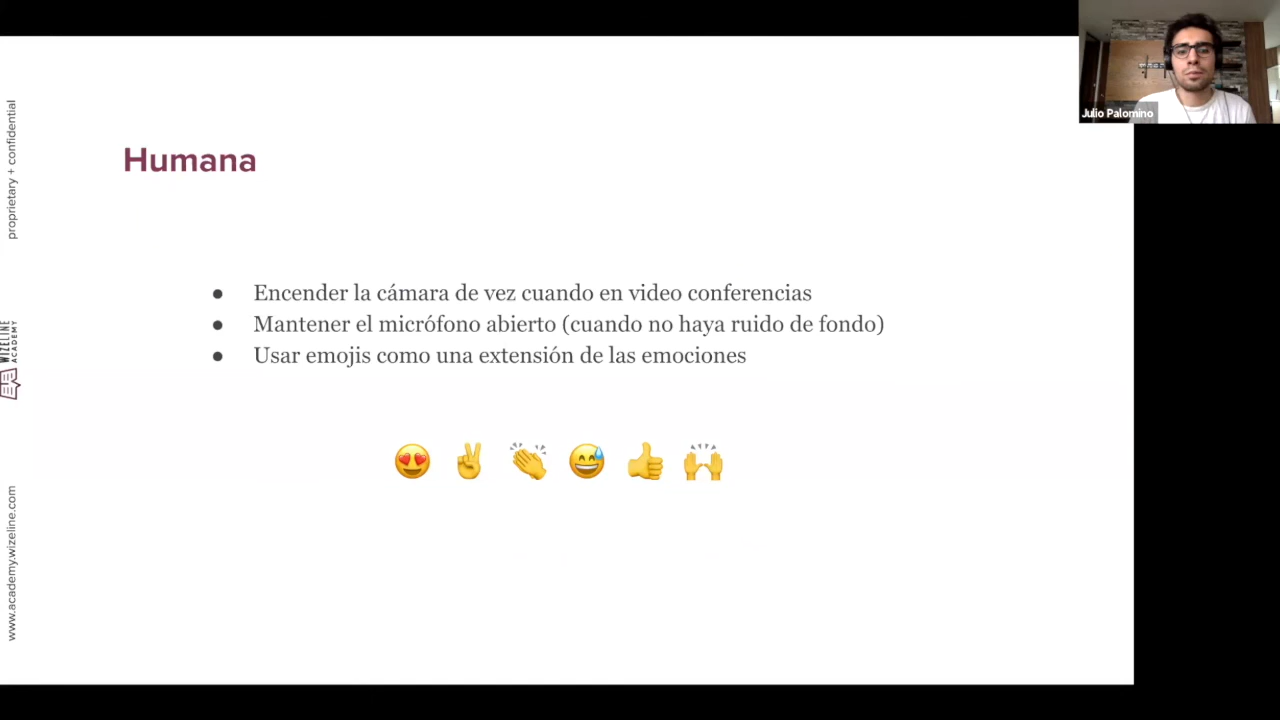 Julio Palomino
proprietary + confidential
Humana
● Encender la cámara de vez cuando en video conferencias
● Mantener el micrófono abierto (cuando no haya ruido de fondo)
● Usar emojis como una extensión de las emociones
😍 ✌️ 👏 😅 👍 🙌
WIZELINE
ACADEMY
www.academy.wizeline.com